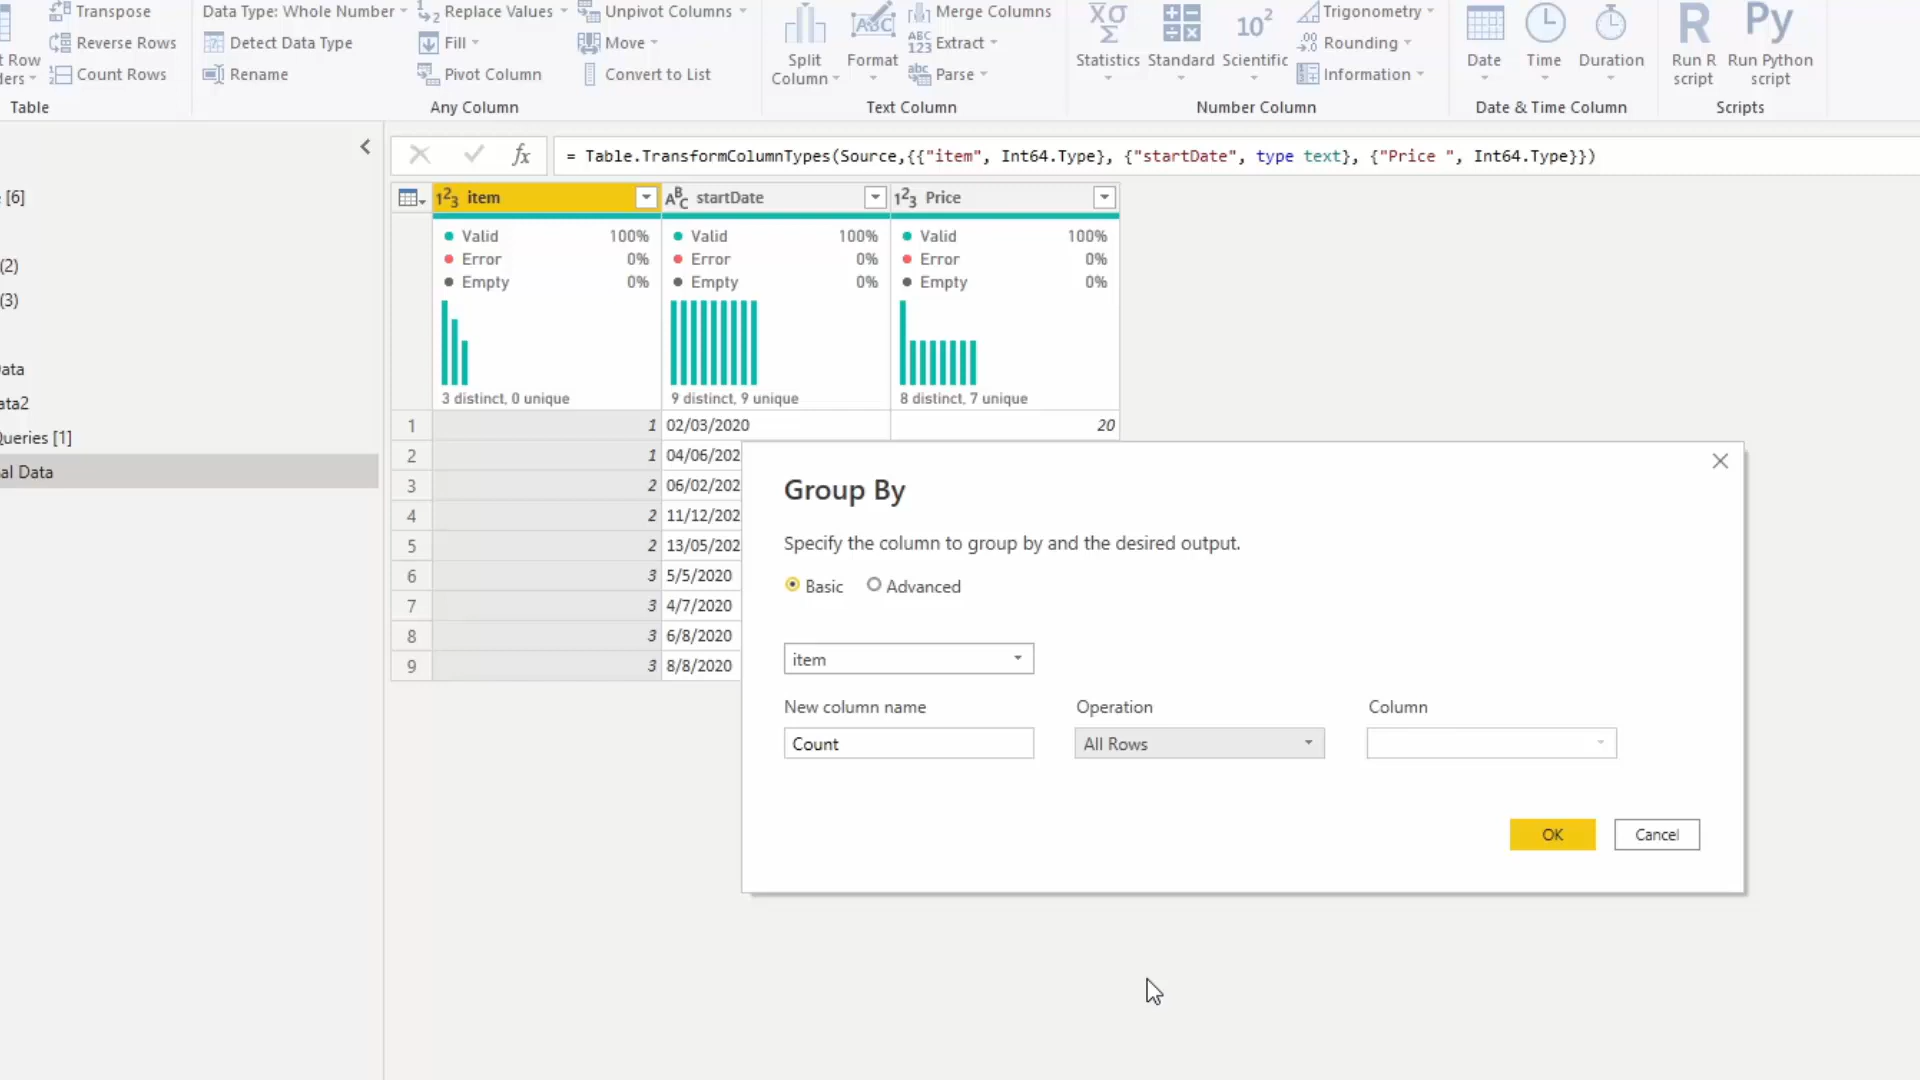 Transpose
Reverse Rows
t Row
ders
Count Rows
Table
Data Type: Whole Number
Detect Data Type
Rename
Replace Values
Fill
Pivot Column
Unpivot Columns
Move
Convert to List
Any Column
Split
Column
Format
Merge Columns
Extract
Parse
Text Column
Statistics
Standard
Scientific
Trigonometry
Rounding
Information
Number Column
Date
Time
Duration
Date & Time Column
Run R
script
Run Python
script
Scripts
= Table.TransformColumnTypes(Source,{{"item", Int64.Type}, {"startDate", type text}, {"Price ", Int64.Type}})
[6]
(2)
(3)
ata
ata2
Queries [1]
al Data
item startDate Price
Valid 100% Valid 100% Valid 100%
Error 0% Error 0% Error 0%
Empty 0% Empty 0% Empty 0%
3 distinct, 0 unique 9 distinct, 9 unique 8 distinct, 7 unique
1 1 02/03/2020 20
2 1 04/06/202
3 2 06/02/202
4 2 11/12/202
5 2 13/05/202
6 3 5/5/2020
7 3 4/7/2020
8 3 6/8/2020
9 3 8/8/2020
Group By
Specify the column to group by and the desired output.
Basic Advanced
item
New column name Operation Column
Count All Rows
OK Cancel